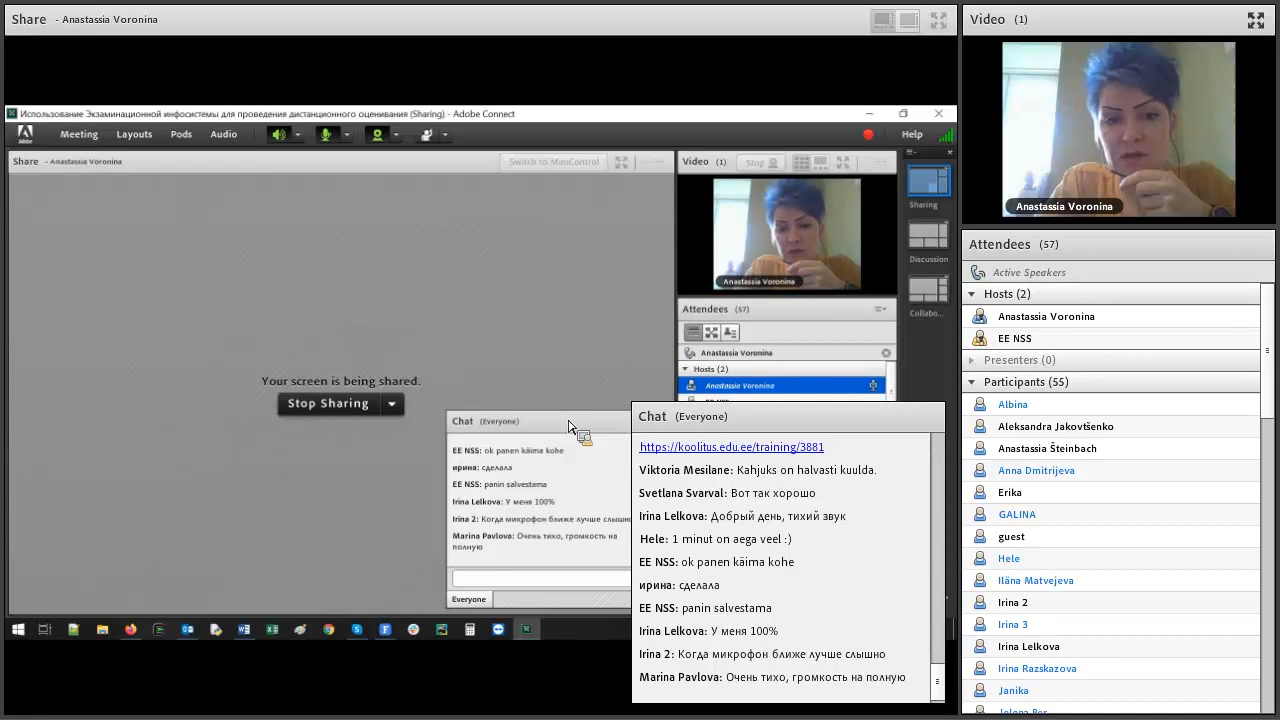 Share - Anastassia Voronina
Использование Экзаминационной инфосистемы для проведения дистанционного оценивания (Sharing) - Adobe Connect
Adobe
Meeting Layouts Pods Audio
Help
Share - Anastassia Voronina
Switch to MiniControl
Your screen is being shared.
Stop Sharing
Video (1)
Stop
Anastassia Voronina
Attendees (57)
Anastassia Voronina
Hosts (2)
Anastassia Voronina
Sharing
Discussion
Collabo...
Chat (Everyone)
EE NSS: ok panen käima kohe
ирина: сделала
EE NSS: panin salvestama
Irina Lelkova: У меня 100%
Irina 2: Когда микрофон ближе лучше слышно
Marina Pavlova: Очень тихо, громкость на
полную
Everyone
Chat (Everyone)
https://koolitus.edu.ee/training/3881
Viktoria Mesilane: Kahjuks on halvasti kuulda.
Svetlana Svarval: Вот так хорошо
Irina Lelkova: Добрый день, тихий звук
Hele: 1 minut on aega veel :)
EE NSS: ok panen käima kohe
ирина: сделала
EE NSS: panin salvestama
Irina Lelkova: У меня 100%
Irina 2: Когда микрофон ближе лучше слышно
Marina Pavlova: Очень тихо, громкость на полную
Video (1)
Anastassia Voronina
Attendees (57)
Active Speakers
Hosts (2)
Anastassia Voronina
EE NSS
Presenters (0)
Participants (55)
Albina
Aleksandra Jakovtšenko
Anastassia Šteinbach
Anna Dmitrijeva
Erika
GALINA
guest
Hele
Iläna Matvejeva
Irina 2
Irina 3
Irina Lelkova
Irina Razskazova
Janika